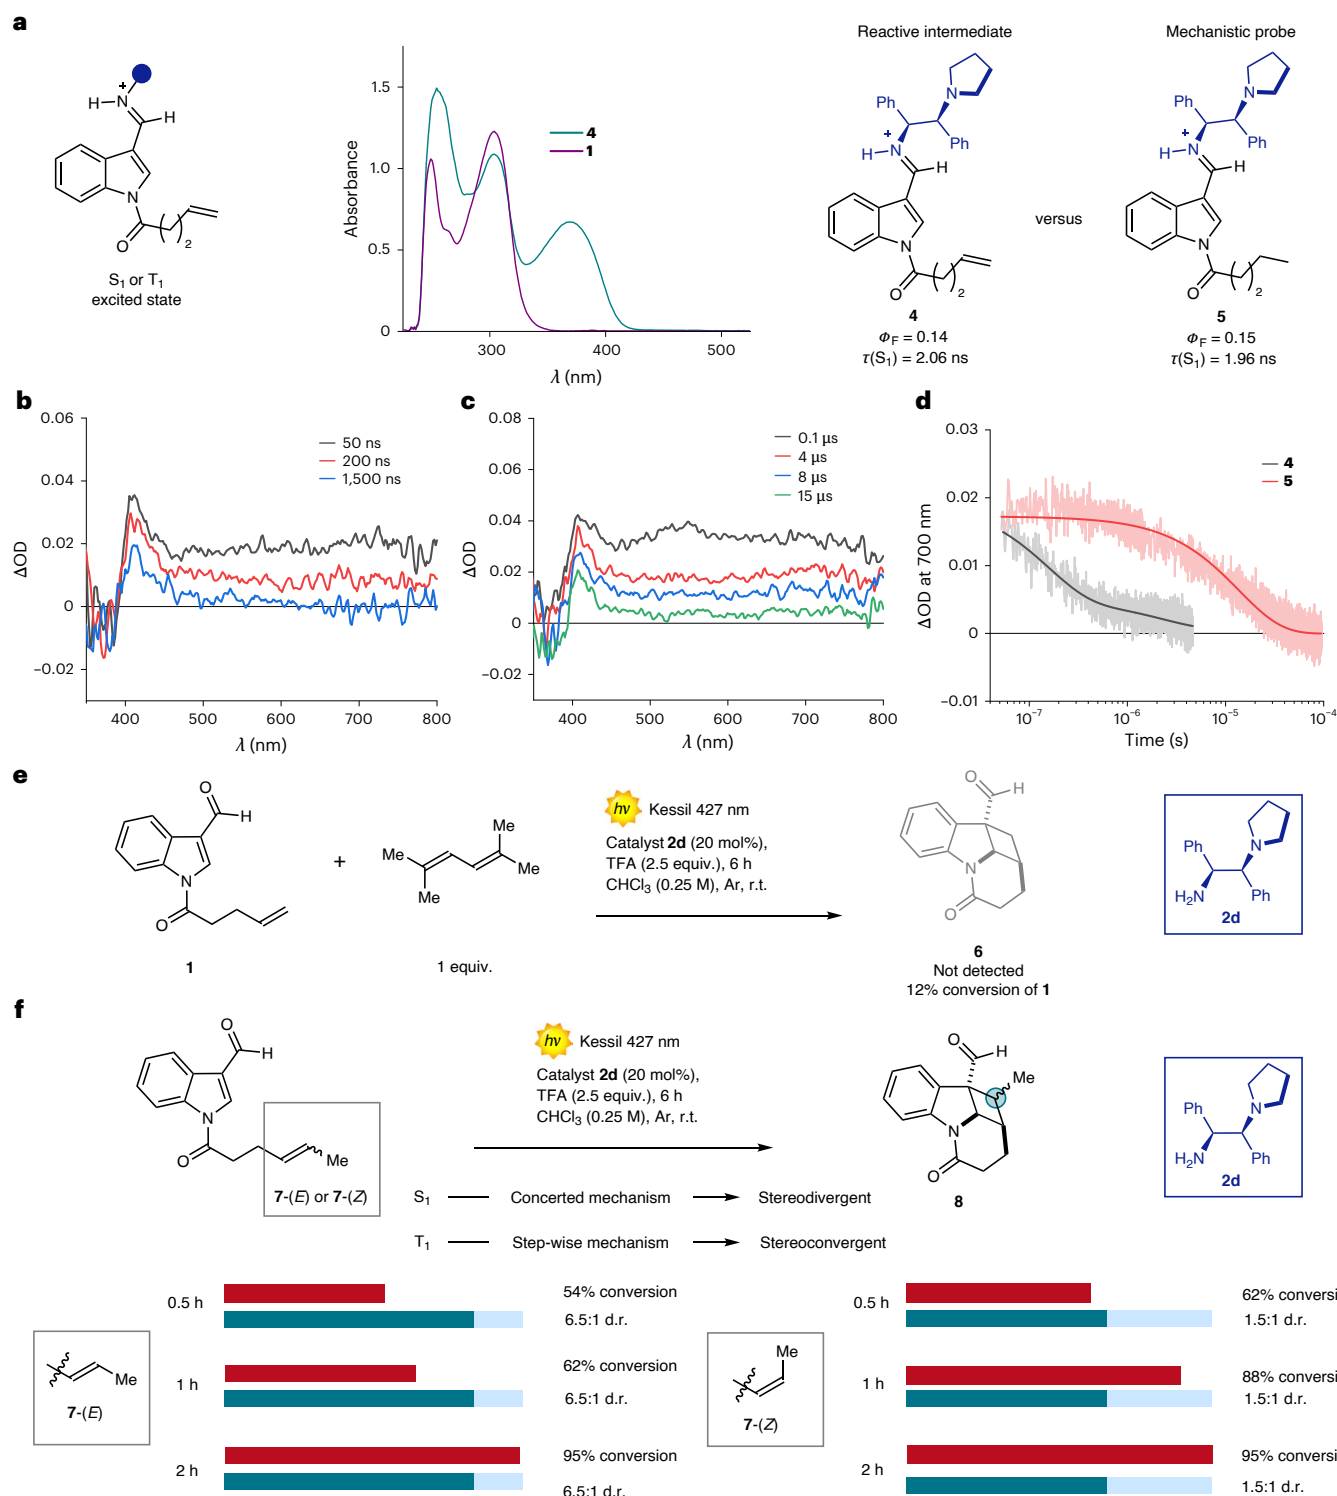 a
H
N
+
H
N
O
2
S1 or T1
excited state
Absorbance
1.5
1.0
0.5
0
300
400
500
λ (nm)
4
1
Reactive intermediate
N
Ph
Ph
+
H
N
H
N
O
2
4
ΦF = 0.14
τ(S1) = 2.06 ns
versus
Mechanistic probe
N
Ph
Ph
+
H
N
H
N
O
2
5
ΦF = 0.15
τ(S1) = 1.96 ns
b
ΔOD
0.06
0.04
0.02
0
–0.02
400
500
600
700
800
λ (nm)
50 ns
200 ns
1,500 ns
c
ΔOD
0.08
0.06
0.04
0.02
0
–0.02
400
500
600
700
800
λ (nm)
0.1 µs
4 µs
8 µs
15 µs
d
ΔOD at 700 nm
0.03
0.02
0.01
0
–0.01
10–7
10–6
10–5
10–4
Time (s)
4
5
e
O
H
N
O
1
+
Me
Me
Me
Me
1 equiv.
hν Kessil 427 nm
Catalyst 2d (20 mol%),
TFA (2.5 equiv.), 6 h
CHCl3 (0.25 M), Ar, r.t.
O
H
N
O
6
Not detected
12% conversion of 1
N
Ph
Ph
H2N
2d
f
O
H
N
O
Me
7-(E) or 7-(Z)
hν Kessil 427 nm
Catalyst 2d (20 mol%),
TFA (2.5 equiv.), 6 h
CHCl3 (0.25 M), Ar, r.t.
S1 Concerted mechanism Stereodivergent
T1 Step-wise mechanism Stereoconvergent
O
H
Me
N
O
8
N
Ph
Ph
H2N
2d
Me
7-(E)
0.5 h
54% conversion
6.5:1 d.r.
1 h
62% conversion
6.5:1 d.r.
2 h
95% conversion
6.5:1 d.r.
Me
7-(Z)
0.5 h
62% conversi
1.5:1 d.r.
1 h
88% conversi
1.5:1 d.r.
2 h
95% conversi
1.5:1 d.r.